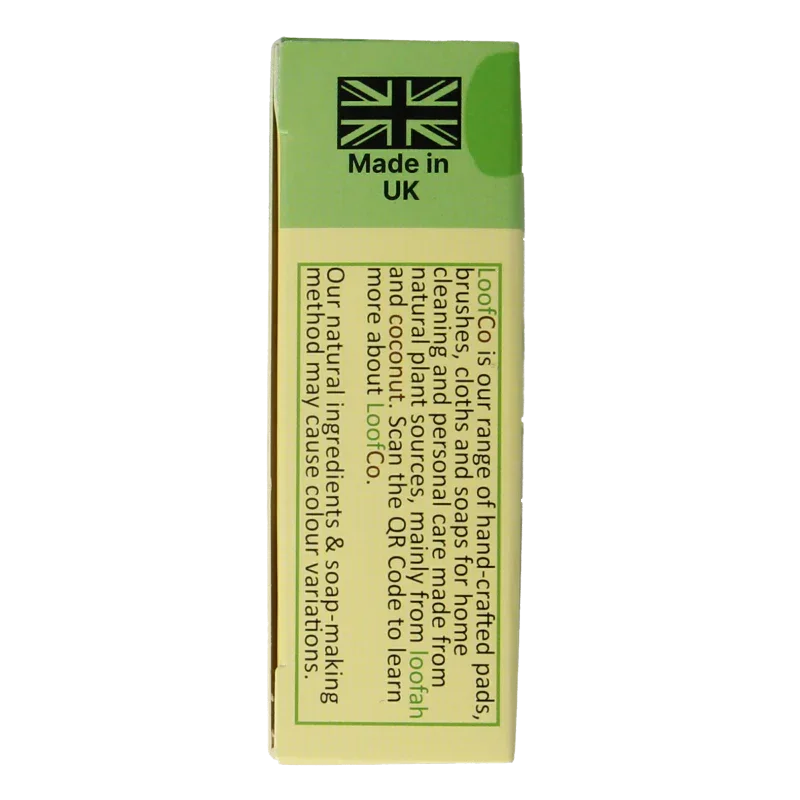 Made in
UK
LoofCo is our range of hand-crafted pads,
brushes, cloths and soaps for home
cleaning and personal care made from
natural plant sources, mainly from loofah
and coconut. Scan the QR Code to learn
more about LoofCo.
Our natural ingredients & soap-making
method may cause colour variations.